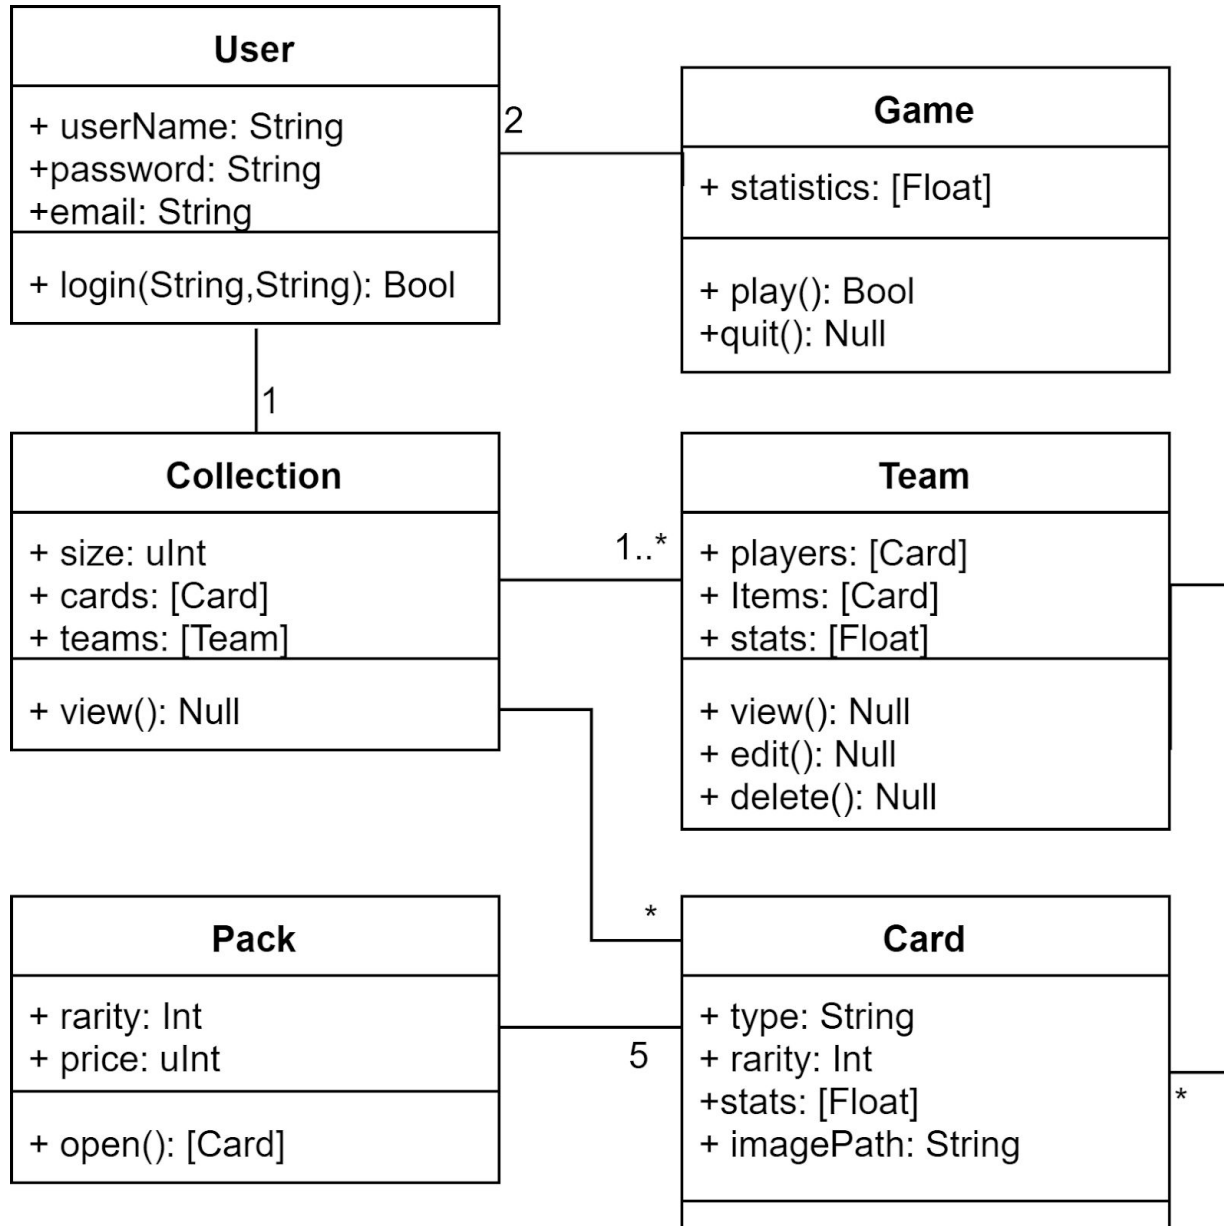 User
+ userName: String
+password: String
+email: String
+ login(String,String): Bool
2
Game
+ statistics: [Float]
+ play(): Bool
+quit(): Null
1
Collection
+ size: uInt
+ cards: [Card]
+ teams: [Team]
+ view(): Null
1..*
Team
+ players: [Card]
+ Items: [Card]
+ stats: [Float]
+ view(): Null
+ edit(): Null
+ delete(): Null
*
Pack
+ rarity: Int
+ price: uInt
+ open(): [Card]
5
Card
+ type: String
+ rarity: Int
+stats: [Float]
+ imagePath: String
*